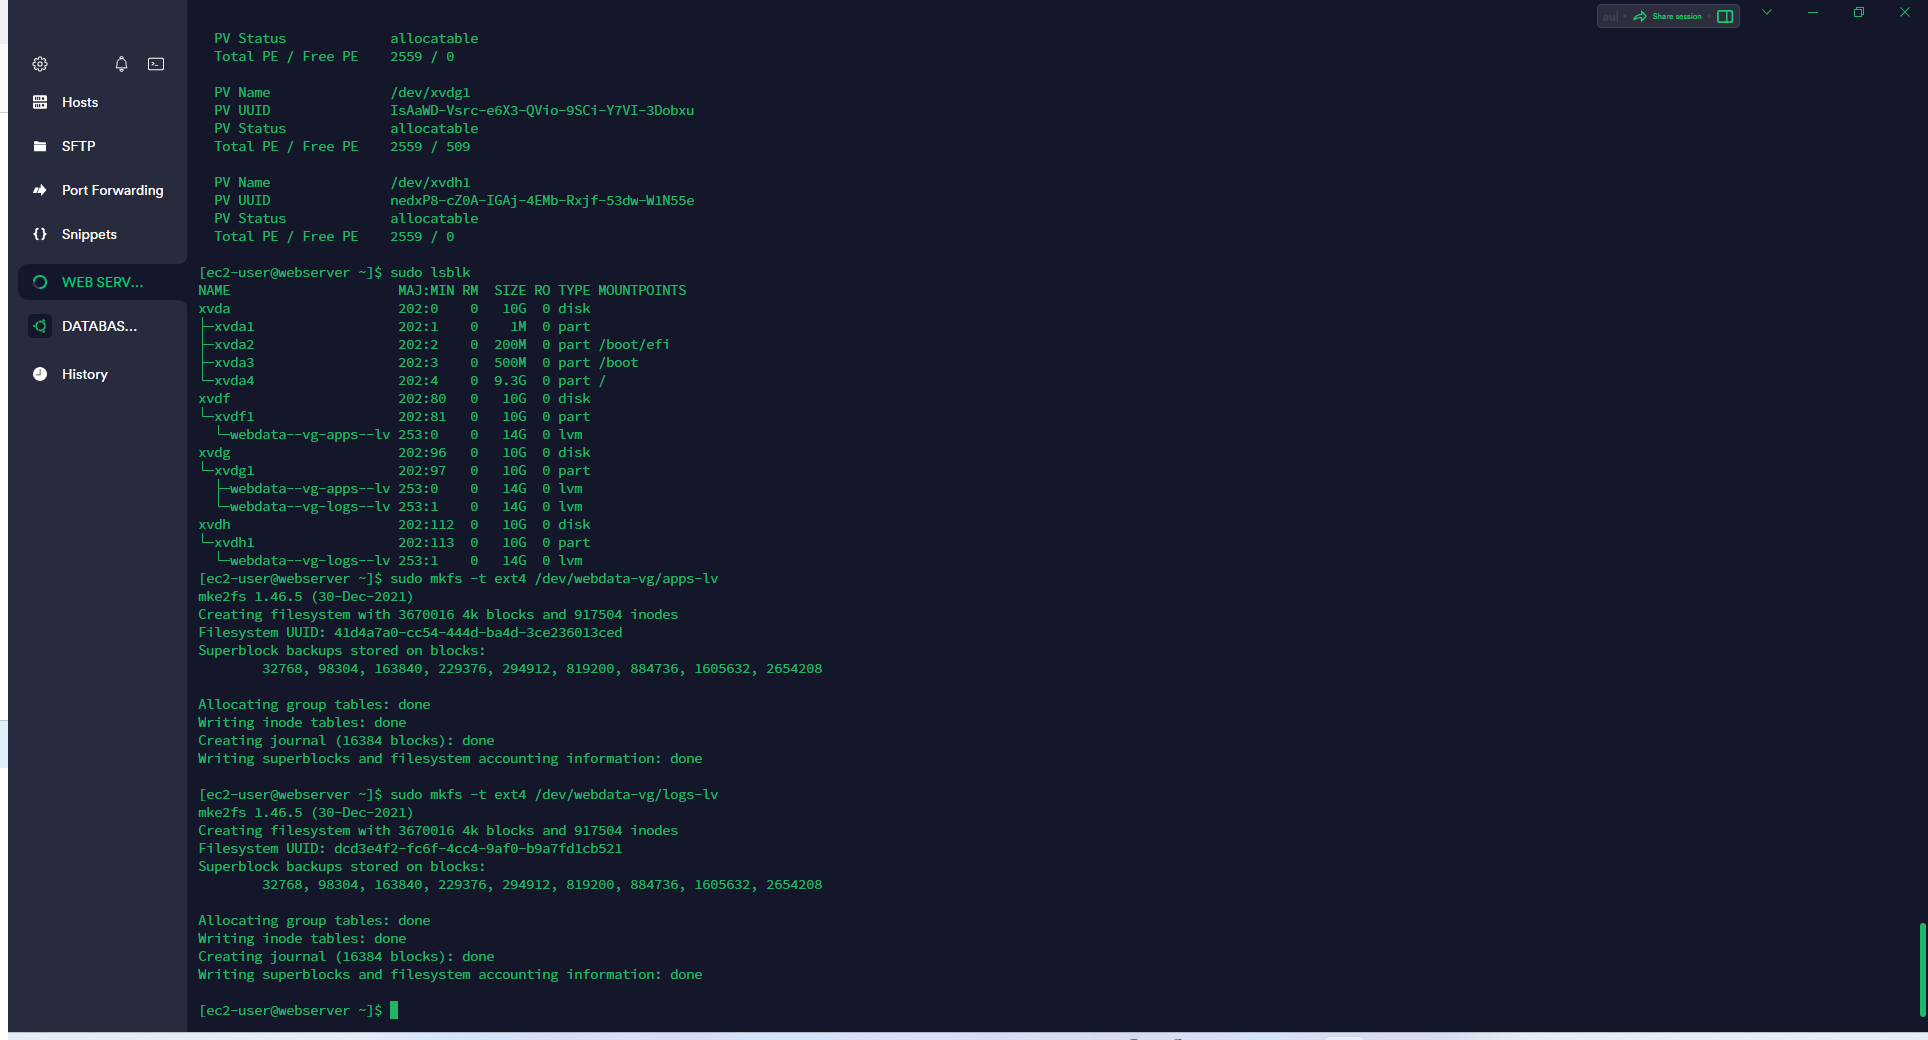 au|
Share session
Hosts
SFTP
Port Forwarding
Snippets
WEB SERV...
DATABAS...
History
PV Status             allocatable
Total PE / Free PE    2559 / 0
PV Name               /dev/xvdg1
PV UUID               IsAaWD-Vsrc-e6X3-QVio-9SCi-Y7VI-3Dobxu
PV Status             allocatable
Total PE / Free PE    2559 / 509
PV Name               /dev/xvdh1
PV UUID               nedxP8-cZ0A-IGAj-4EMb-Rxjf-53dw-W1N55e
PV Status             allocatable
Total PE / Free PE    2559 / 0
[ec2-user@webserver ~]$ sudo lsblk
NAME                     MAJ:MIN RM  SIZE RO TYPE MOUNTPOINTS
xvda                     202:0    0   10G  0 disk
├─xvda1                  202:1    0    1M  0 part
├─xvda2                  202:2    0  200M  0 part /boot/efi
├─xvda3                  202:3    0  500M  0 part /boot
└─xvda4                  202:4    0  9.3G  0 part /
xvdf                     202:80   0   10G  0 disk
└─xvdf1                  202:81   0   10G  0 part
  └─webdata--vg-apps--lv 253:0    0   14G  0 lvm
xvdg                     202:96   0   10G  0 disk
└─xvdg1                  202:97   0   10G  0 part
  ├─webdata--vg-apps--lv 253:0    0   14G  0 lvm
  └─webdata--vg-logs--lv 253:1    0   14G  0 lvm
xvdh                     202:112  0   10G  0 disk
└─xvdh1                  202:113  0   10G  0 part
  └─webdata--vg-logs--lv 253:1    0   14G  0 lvm
[ec2-user@webserver ~]$ sudo mkfs -t ext4 /dev/webdata-vg/apps-lv
mke2fs 1.46.5 (30-Dec-2021)
Creating filesystem with 3670016 4k blocks and 917504 inodes
Filesystem UUID: 41d4a7a0-cc54-444d-ba4d-3ce236013ced
Superblock backups stored on blocks:
        32768, 98304, 163840, 229376, 294912, 819200, 884736, 1605632, 2654208
Allocating group tables: done
Writing inode tables: done
Creating journal (16384 blocks): done
Writing superblocks and filesystem accounting information: done
[ec2-user@webserver ~]$ sudo mkfs -t ext4 /dev/webdata-vg/logs-lv
mke2fs 1.46.5 (30-Dec-2021)
Creating filesystem with 3670016 4k blocks and 917504 inodes
Filesystem UUID: dcd3e4f2-fc6f-4cc4-9af0-b9a7fd1cb521
Superblock backups stored on blocks:
        32768, 98304, 163840, 229376, 294912, 819200, 884736, 1605632, 2654208
Allocating group tables: done
Writing inode tables: done
Creating journal (16384 blocks): done
Writing superblocks and filesystem accounting information: done
[ec2-user@webserver ~]$